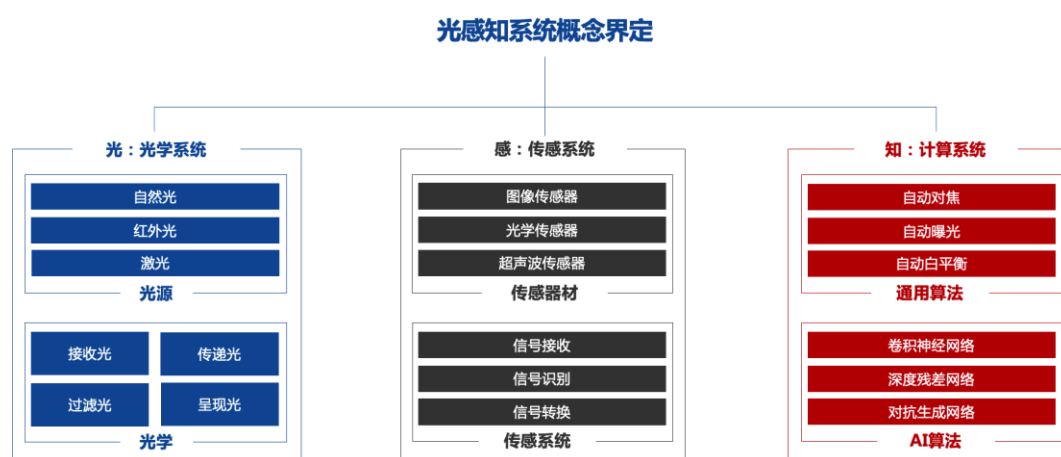 光感知系统概念界定
光：光学系统
自然光
红外光
激光
光源
接收光
传递光
过滤光
呈现光
光学
感：传感系统
图像传感器
光学传感器
超声波传感器
传感器材
信号接收
信号识别
信号转换
传感系统
知：计算系统
自动对焦
自动曝光
自动白平衡
通用算法
卷积神经网络
深度残差网络
对抗生成网络
AI算法